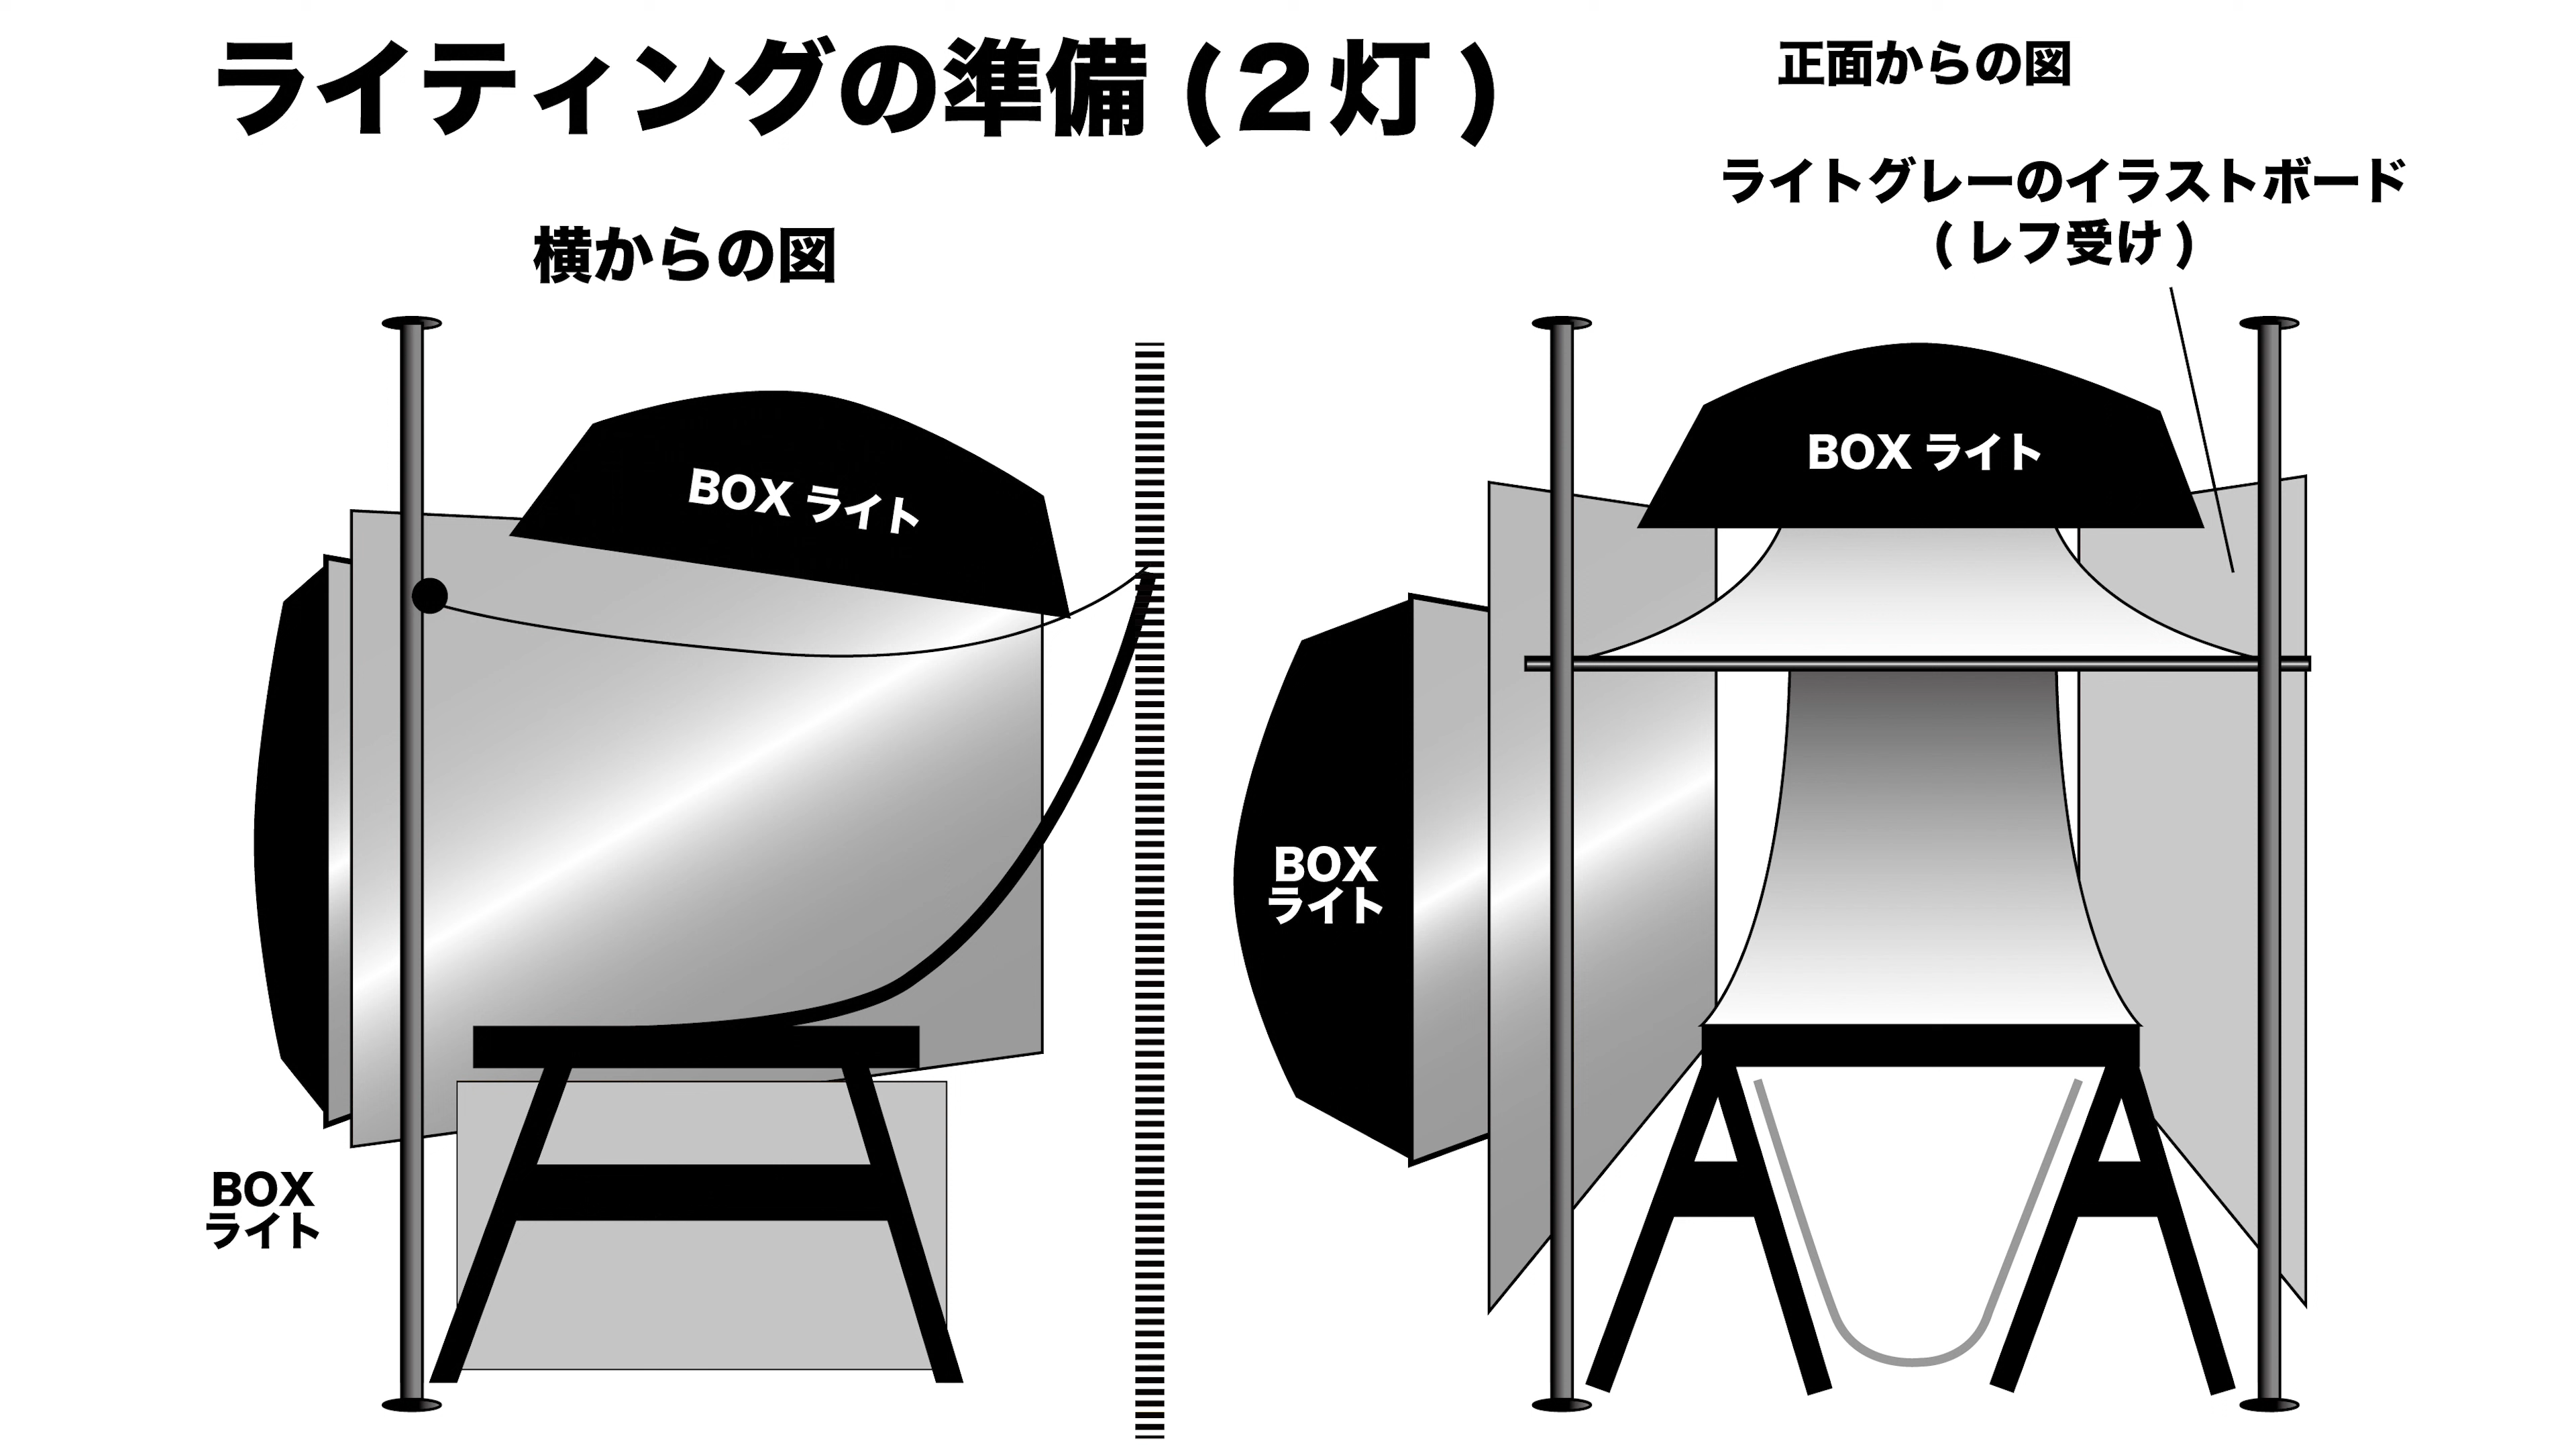 ライティングの準備(２灯)
横からの図
BOX ライト
BOX
ライト
正面からの図
ライトグレーのイラストボード
(レフ受け)
BOX ライト
BOX
ライト